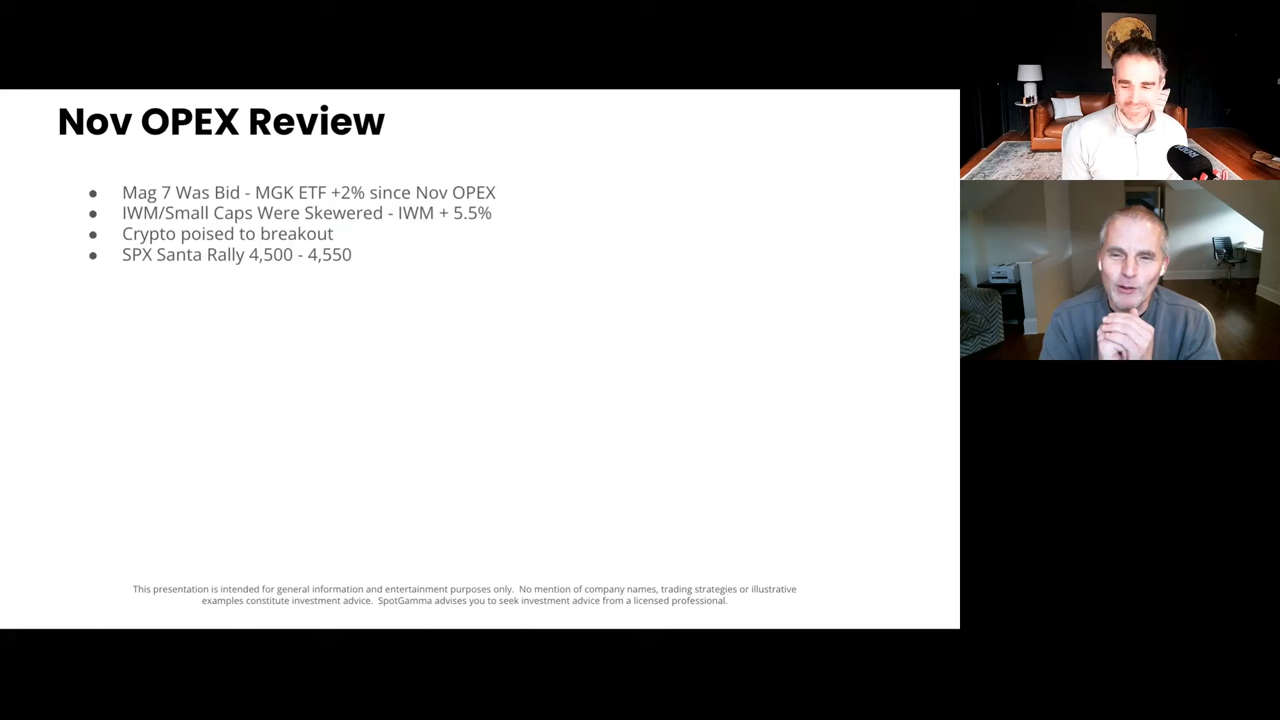 Nov OPEX Review
● Mag 7 Was Bid - MGK ETF +2% since Nov OPEX
● IWM/Small Caps Were Skewered - IWM + 5.5%
● Crypto poised to breakout
● SPX Santa Rally 4,500 - 4,550
This presentation is intended for general information and entertainment purposes only. No mention of company names, trading strategies or illustrative
examples constitute investment advice. SpotGamma advises you to seek investment advice from a licensed professional.